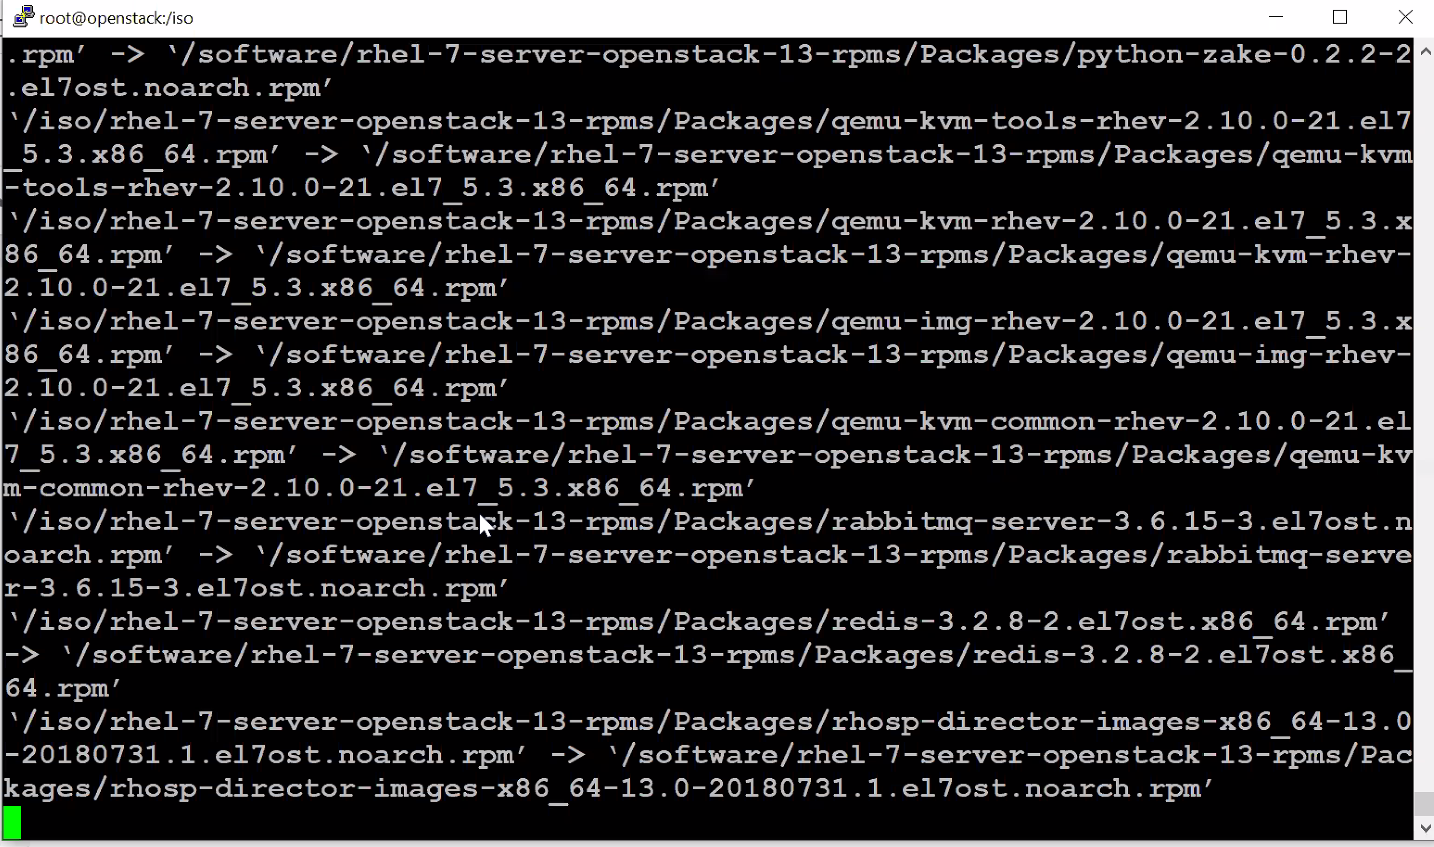 root@openstack:/iso
.rpm’ -> ‘/software/rhel-7-server-openstack-13-rpms/Packages/python-zake-0.2.2-2
.el7ost.noarch.rpm’
‘/iso/rhel-7-server-openstack-13-rpms/Packages/qemu-kvm-tools-rhev-2.10.0-21.el7
_5.3.x86_64.rpm’ -> ‘/software/rhel-7-server-openstack-13-rpms/Packages/qemu-kvm
-tools-rhev-2.10.0-21.el7_5.3.x86_64.rpm’
‘/iso/rhel-7-server-openstack-13-rpms/Packages/qemu-kvm-rhev-2.10.0-21.el7_5.3.x
86_64.rpm’ -> ‘/software/rhel-7-server-openstack-13-rpms/Packages/qemu-kvm-rhev-
2.10.0-21.el7_5.3.x86_64.rpm’
‘/iso/rhel-7-server-openstack-13-rpms/Packages/qemu-img-rhev-2.10.0-21.el7_5.3.x
86_64.rpm’ -> ‘/software/rhel-7-server-openstack-13-rpms/Packages/qemu-img-rhev-
2.10.0-21.el7_5.3.x86_64.rpm’
‘/iso/rhel-7-server-openstack-13-rpms/Packages/qemu-kvm-common-rhev-2.10.0-21.el
7_5.3.x86_64.rpm’ -> ‘/software/rhel-7-server-openstack-13-rpms/Packages/qemu-kv
m-common-rhev-2.10.0-21.el7_5.3.x86_64.rpm’
‘/iso/rhel-7-server-openstack-13-rpms/Packages/rabbitmq-server-3.6.15-3.el7ost.n
oarch.rpm’ -> ‘/software/rhel-7-server-openstack-13-rpms/Packages/rabbitmq-serve
r-3.6.15-3.el7ost.noarch.rpm’
‘/iso/rhel-7-server-openstack-13-rpms/Packages/redis-3.2.8-2.el7ost.x86_64.rpm’
-> ‘/software/rhel-7-server-openstack-13-rpms/Packages/redis-3.2.8-2.el7ost.x86_
64.rpm’
‘/iso/rhel-7-server-openstack-13-rpms/Packages/rhosp-director-images-x86_64-13.0
-20180731.1.el7ost.noarch.rpm’ -> ‘/software/rhel-7-server-openstack-13-rpms/Pac
kages/rhosp-director-images-x86_64-13.0-20180731.1.el7ost.noarch.rpm’